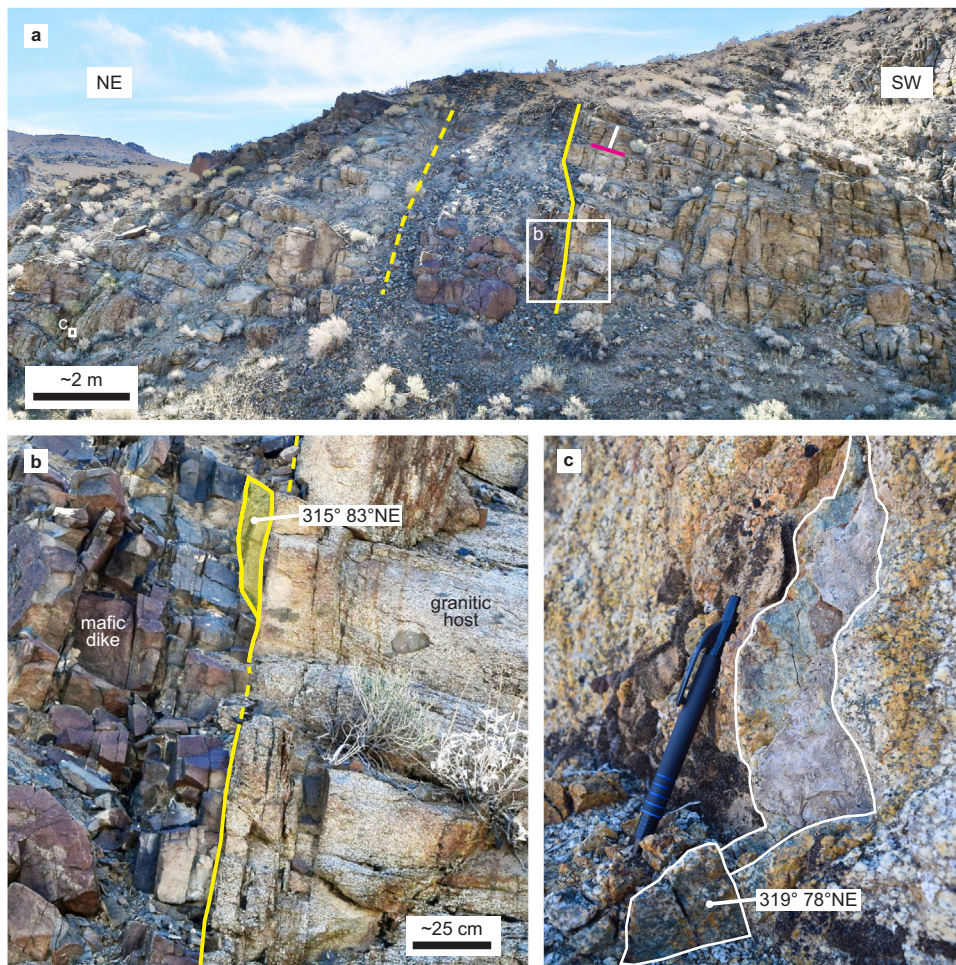 a
NE
SW
b
c
~2 m
b
315° 83°NE
mafic
dike
granitic
host
~25 cm
c
319° 78°NE